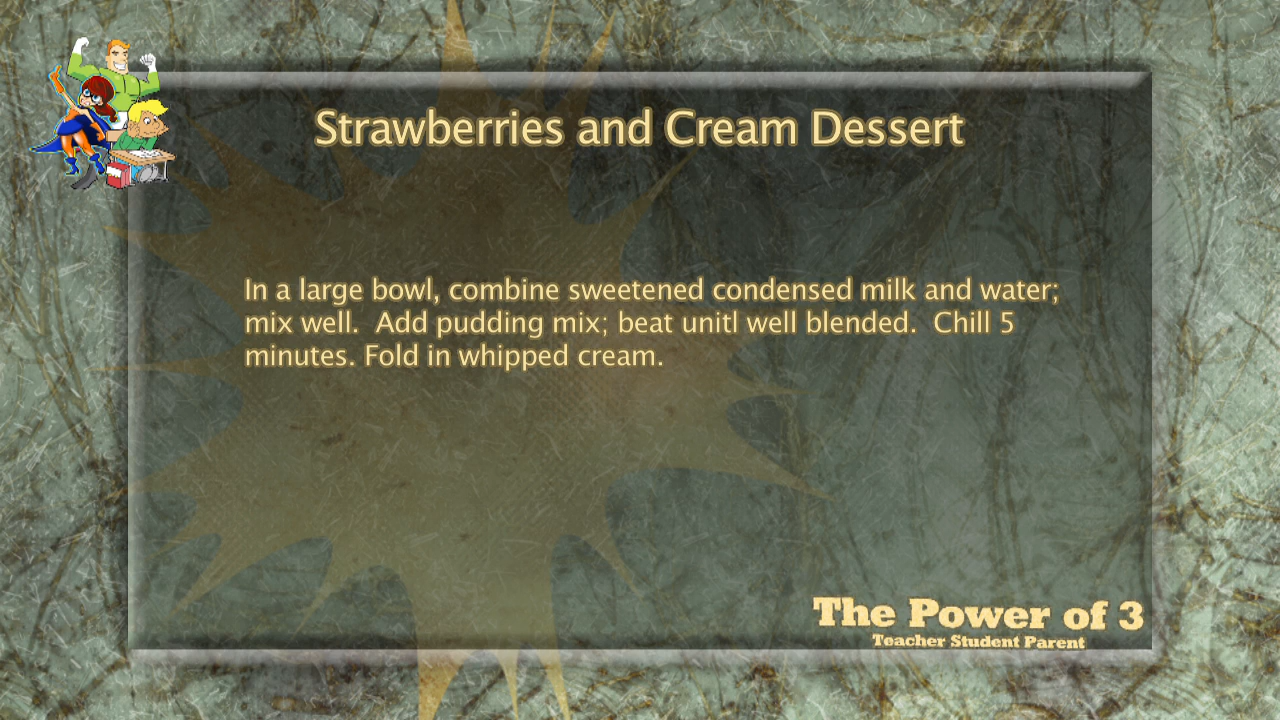 Strawberries and Cream Dessert
In a large bowl, combine sweetened condensed milk and water;
mix well.  Add pudding mix; beat unitl well blended.  Chill 5
minutes. Fold in whipped cream.
The Power of 3
Teacher Student Parent